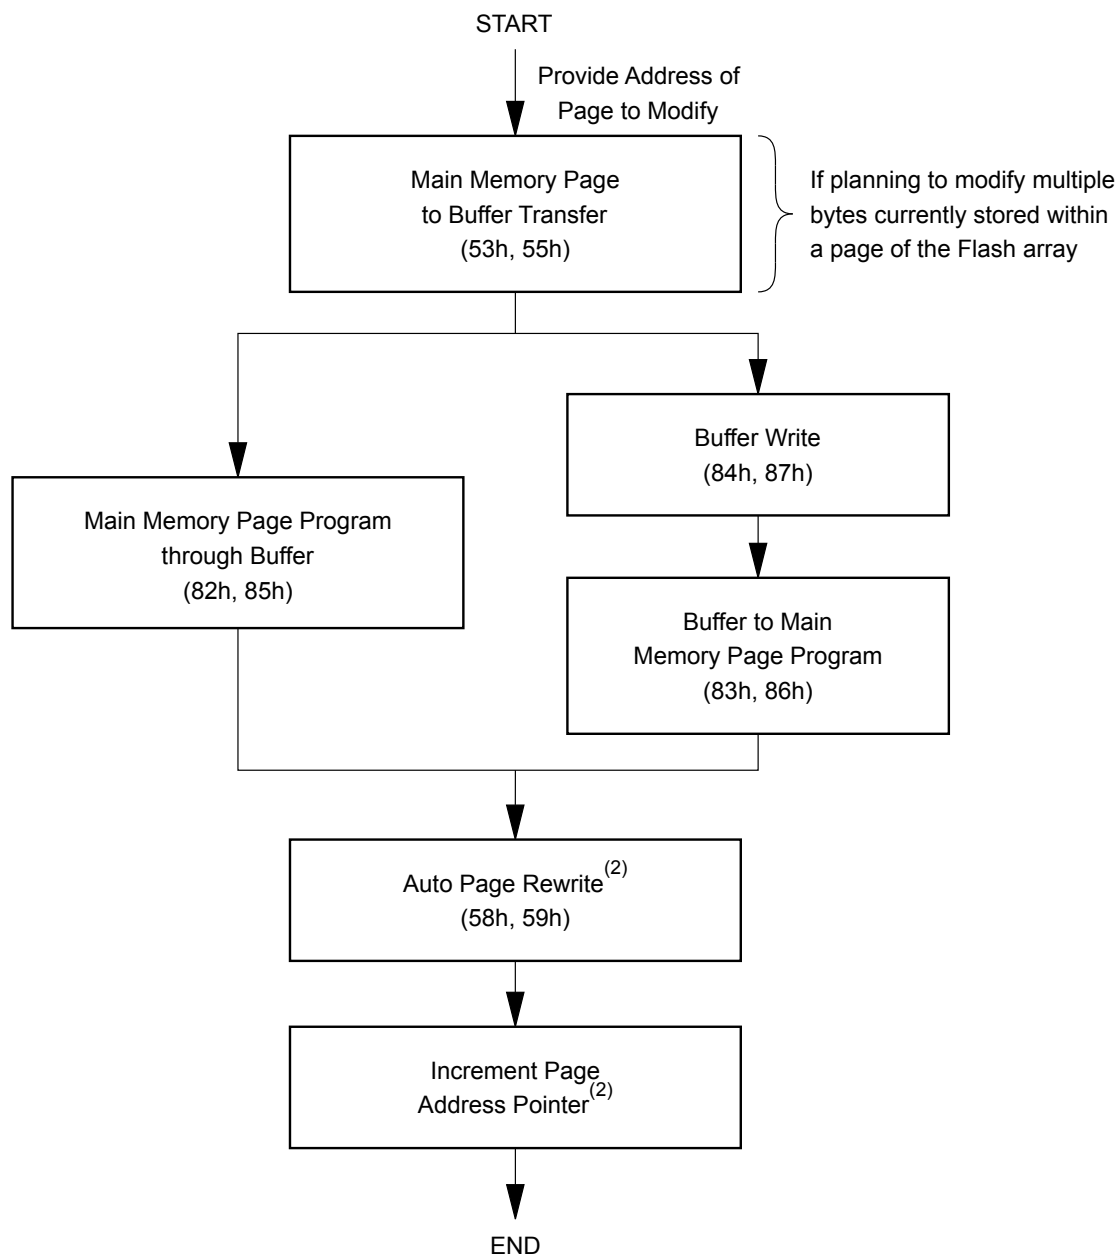 START
Provide Address of
Page to Modify
Main Memory Page
to Buffer Transfer
(53h, 55h)
If planning to modify multiple
bytes currently stored within
a page of the Flash array
Buffer Write
(84h, 87h)
Main Memory Page Program
through Buffer
(82h, 85h)
Buffer to Main
Memory Page Program
(83h, 86h)
Auto Page Rewrite(2)
(58h, 59h)
Increment Page
Address Pointer(2)
END